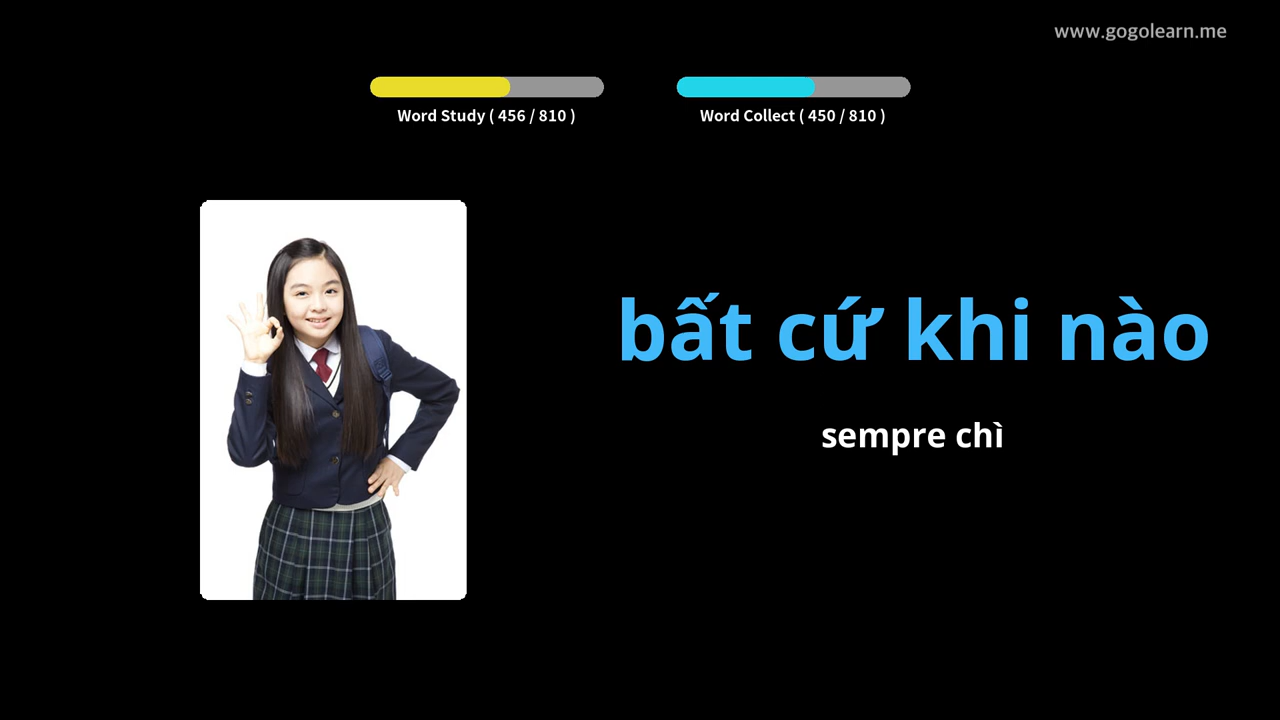 www.gogolearn.me
Word Study ( 456 / 810 )
Word Collect ( 450 / 810 )
bất cứ khi nào
sempre chì